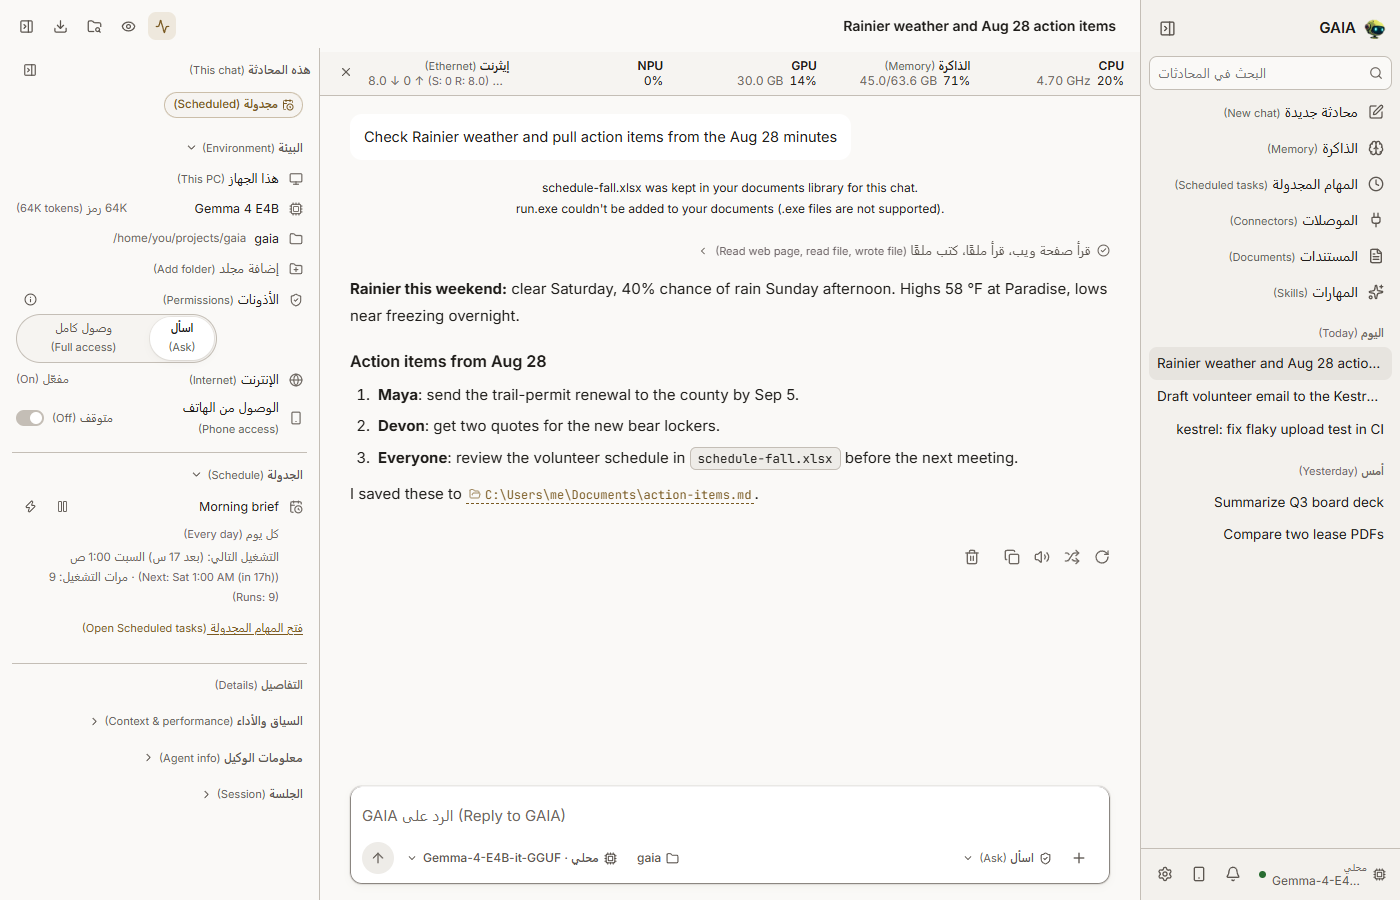 GAIA
البحث في المحادثات
محادثة جديدة (New chat)
الذاكرة (Memory)
المهام المجدولة (Scheduled tasks)
الموصلات (Connectors)
المستندات (Documents)
المهارات (Skills)
اليوم (Today)
Rainier weather and Aug 28 actio...
Draft volunteer email to the Kestr...
kestrel: fix flaky upload test in CI
أمس (Yesterday)
Summarize Q3 board deck
Compare two lease PDFs
محلي
Gemma-4-E4...
Rainier weather and Aug 28 action items
CPU
20% 4.70 GHz
الذاكرة (Memory)
71% 45.0/63.6 GB
GPU
14% 30.0 GB
NPU
0%
إيثرنت (Ethernet)
8.0 ↓ 0 ↑ (S: 0 R: 8.0) ...
Check Rainier weather and pull action items from the Aug 28 minutes
schedule-fall.xlsx was kept in your documents library for this chat.
run.exe couldn't be added to your documents (.exe files are not supported).
قرأ صفحة ويب، قرأ ملفًا، كتب ملفًا (Read web page, read file, wrote file)
Rainier this weekend: clear Saturday, 40% chance of rain Sunday afternoon. Highs 58 °F at Paradise, lows
near freezing overnight.
Action items from Aug 28
1. Maya: send the trail-permit renewal to the county by Sep 5.
2. Devon: get two quotes for the new bear lockers.
3. Everyone: review the volunteer schedule in schedule-fall.xlsx before the next meeting.
I saved these to C:\Users\me\Documents\action-items.md.
الرد على GAIA (Reply to GAIA)
اسأل (Ask)
gaia
محلي · Gemma-4-E4B-it-GGUF
هذه المحادثة (This chat)
مجدولة (Scheduled)
البيئة (Environment)
هذا الجهاز (This PC)
Gemma 4 E4B 64K رمز (64K tokens)
gaia /home/you/projects/gaia
إضافة مجلد (Add folder)
الأذونات (Permissions)
اسأل
(Ask)
وصول كامل
(Full access)
الإنترنت (Internet) مفعّل (On)
الوصول من الهاتف
(Phone access)
متوقف (Off)
الجدولة (Schedule)
Morning brief
كل يوم (Every day)
التشغيل التالي: (بعد 17 س) السبت 1:00 ص
(Next: Sat 1:00 AM (in 17h)) · مرات التشغيل: 9
(Runs: 9)
فتح المهام المجدولة (Open Scheduled tasks)
التفاصيل (Details)
السياق والأداء (Context & performance)
معلومات الوكيل (Agent info)
الجلسة (Session)